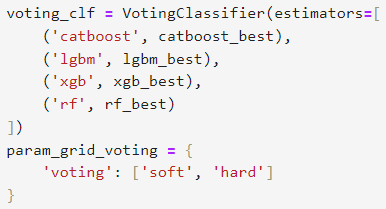 voting_clf = VotingClassifier(estimators=[
    ('catboost', catboost_best),
    ('lgbm', lgbm_best),
    ('xgb', xgb_best),
    ('rf', rf_best)
])
param_grid_voting = {
    'voting': ['soft', 'hard']
}